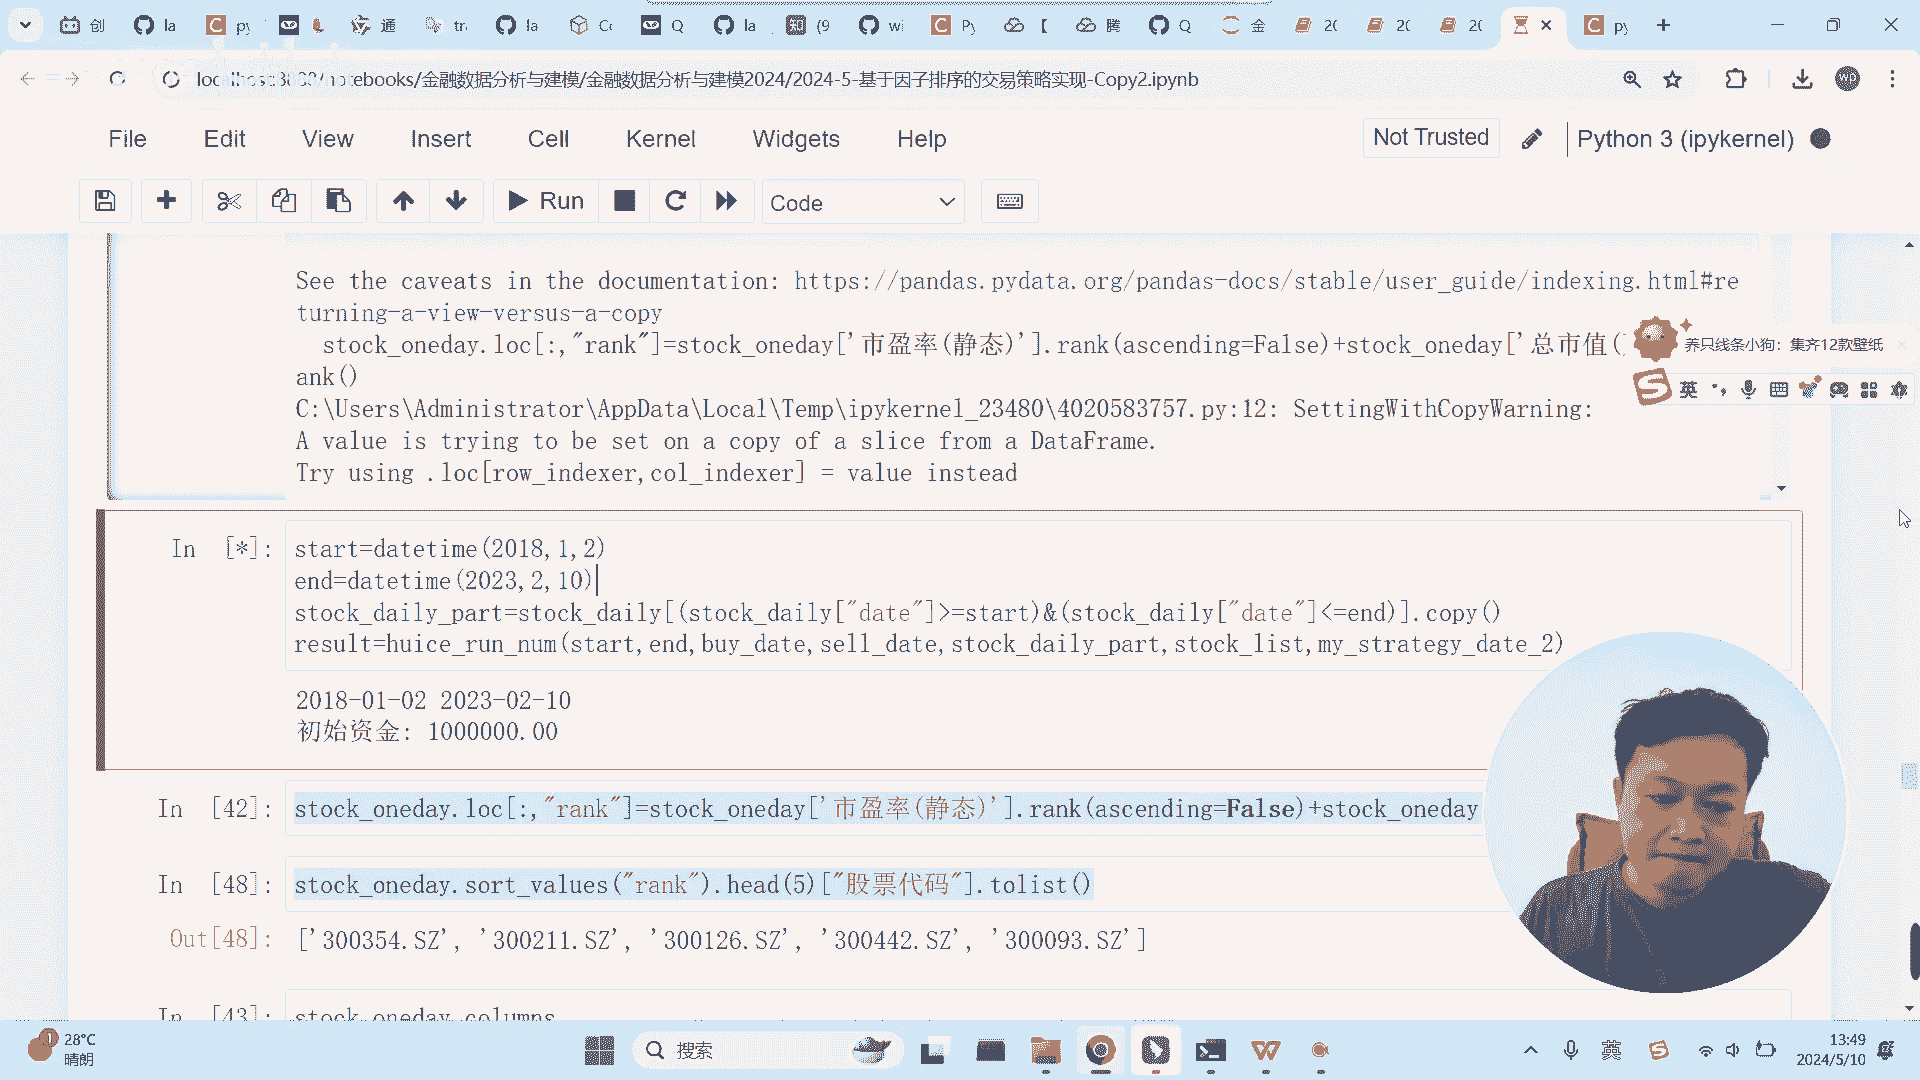 创 la py 通 tra la Co Q la (9 wi Py 【 腾 Q 金 20 20 20 py
localhost:8888/notebooks/金融数据分析与建模/金融数据分析与建模2024/2024-5-基于因子排序的交易策略实现-Copy2.ipynb
wp
File Edit View Insert Cell Kernel Widgets Help
Not Trusted
Python 3 (ipykernel)
Run
Code
See the caveats in the documentation: https://pandas.pydata.org/pandas-docs/stable/user_guide/indexing.html#re
turning-a-view-versus-a-copy
stock_oneday.loc[:,"rank"]=stock_oneday['市盈率(静态)'].rank(ascending=False)+stock_oneday['总市值(
ank()
养只线条小狗：集齐12款壁纸
英
C:\Users\Administrator\AppData\Local\Temp\ipykernel_23480\4020583757.py:12: SettingWithCopyWarning:
A value is trying to be set on a copy of a slice from a DataFrame.
Try using .loc[row_indexer,col_indexer] = value instead
In [*]:
start=datetime(2018,1,2)
end=datetime(2023,2,10)
stock_daily_part=stock_daily[(stock_daily["date"]>=start)&(stock_daily["date"]<=end)].copy()
result=huice_run_num(start,end,buy_date,sell_date,stock_daily_part,stock_list,my_strategy_date_2)
2018-01-02 2023-02-10
初始资金: 1000000.00
In [42]: stock_oneday.loc[:,"rank"]=stock_oneday['市盈率(静态)'].rank(ascending=False)+stock_oneday
In [48]: stock_oneday.sort_values("rank").head(5)["股票代码"].tolist()
Out[48]: ['300354.SZ', '300211.SZ', '300126.SZ', '300442.SZ', '300093.SZ']
In [43]: stock_oneday.columns
28°C
晴朗
搜索
英
13:49
2024/5/10